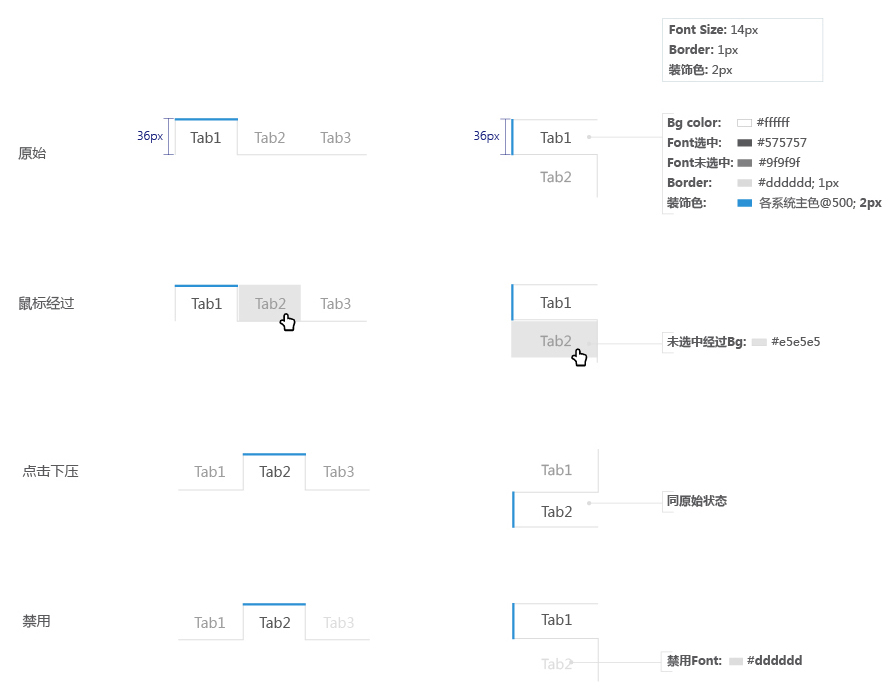 Font Size: 14px
Border: 1px
装饰色: 2px
原始
36px
Tab1 Tab2 Tab3
36px
Tab1
Tab2
Bg color: #ffffff
Font选中: #575757
Font未选中: #9f9f9f
Border: #dddddd; 1px
装饰色: 各系统主色@500; 2px
鼠标经过
Tab1 Tab2 Tab3
Tab1
Tab2
未选中经过Bg: #e5e5e5
点击下压
Tab1 Tab2 Tab3
Tab1
Tab2
同原始状态
禁用
Tab1 Tab2 Tab3
Tab1
Tab2
禁用Font: #dddddd